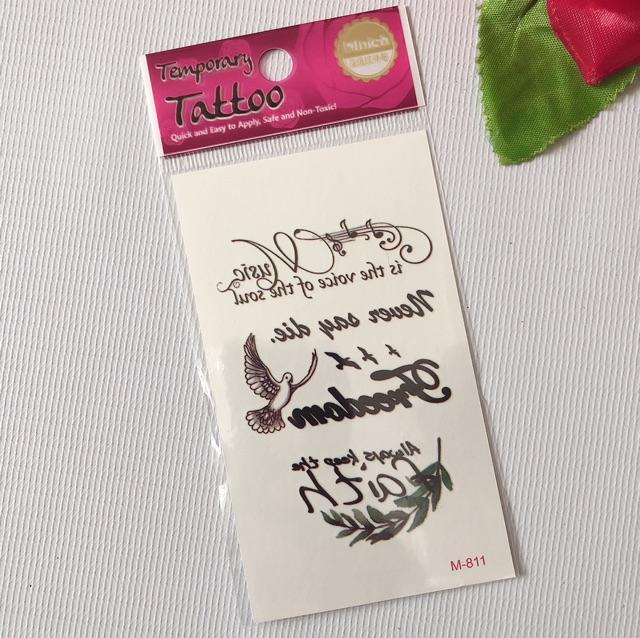 Temporary
Tattoo
Quick and Easy to Apply, Safe and Non-Toxic!
Music
is the voice of the soul
Never say die.
Freedom
Always keep the
faith
M-811